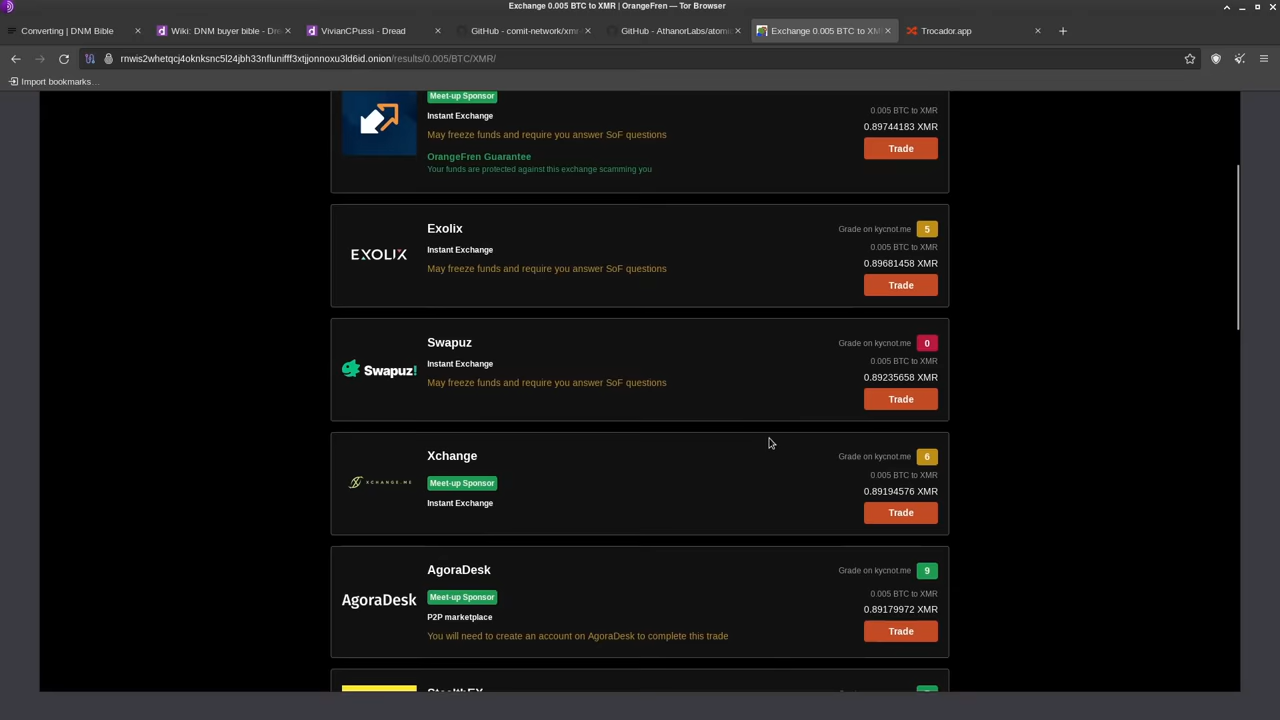 Exchange 0.005 BTC to XMR | OrangeFren — Tor Browser
Converting | DNM Bible
Wiki: DNM buyer bible - Dre
VivianCPussi - Dread
GitHub - comit-network/xm
GitHub - AthanorLabs/atomi
Exchange 0.005 BTC to XM
Trocador.app
rnwis2whetqcj4oknksnc5l24jbh33nflunifff3xtjjonnoxu3ld6id.onion/results/0.005/BTC/XMR/
Import bookmarks...
Meet-up Sponsor
Instant Exchange
May freeze funds and require you answer SoF questions
OrangeFren Guarantee
Your funds are protected against this exchange scamming you
0.005 BTC to XMR
0.89744183 XMR
Trade
EXOLIX
Exolix
Instant Exchange
May freeze funds and require you answer SoF questions
Grade on kycnot.me 5
0.005 BTC to XMR
0.89681458 XMR
Trade
Swapuz!
Swapuz
Instant Exchange
May freeze funds and require you answer SoF questions
Grade on kycnot.me 0
0.005 BTC to XMR
0.89235658 XMR
Trade
XCHANGE.ME
Xchange
Meet-up Sponsor
Instant Exchange
Grade on kycnot.me 6
0.005 BTC to XMR
0.89194576 XMR
Trade
AgoraDesk
AgoraDesk
Meet-up Sponsor
P2P marketplace
You will need to create an account on AgoraDesk to complete this trade
Grade on kycnot.me 9
0.005 BTC to XMR
0.89179972 XMR
Trade
StealthEX